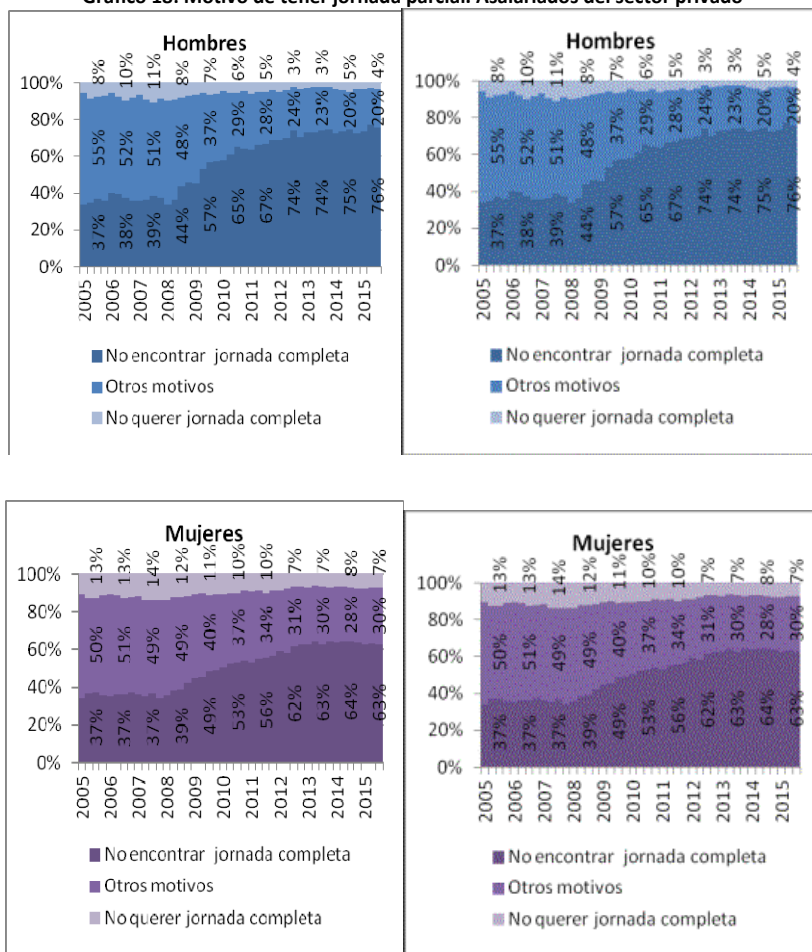 Gráfico 18. Motivo de tener jornada parcial. Asalariados del sector privado
Hombres
8% 10% 11% 8% 7% 6% 5% 3% 3% 5% 4%
55% 52% 51% 48% 37% 29% 28% 24% 23% 20% 20%
37% 38% 39% 44% 57% 65% 67% 74% 74% 75% 76%
100%
80%
60%
40%
20%
0%
2005 2006 2007 2008 2009 2010 2011 2012 2013 2014 2015
No encontrar jornada completa
Otros motivos
No querer jornada completa
Hombres
8% 10% 11% 8% 7% 6% 5% 3% 3% 5% 4%
55% 52% 51% 48% 37% 29% 28% 24% 23% 20% 20%
37% 38% 39% 44% 57% 65% 67% 74% 74% 75% 76%
100%
80%
60%
40%
20%
0%
2005 2006 2007 2008 2009 2010 2011 2012 2013 2014 2015
No encontrar jornada completa
Otros motivos
No querer jornada completa
Mujeres
13% 13% 14% 12% 11% 10% 10% 7% 7% 8% 7%
50% 51% 49% 49% 40% 37% 34% 31% 30% 28% 30%
37% 37% 37% 39% 49% 53% 56% 62% 63% 64% 63%
100%
80%
60%
40%
20%
0%
2005 2006 2007 2008 2009 2010 2011 2012 2013 2014 2015
No encontrar jornada completa
Otros motivos
No querer jornada completa
Mujeres
13% 13% 14% 12% 11% 10% 10% 7% 7% 8% 7%
50% 51% 49% 49% 40% 37% 34% 31% 30% 28% 30%
37% 37% 37% 39% 49% 53% 56% 62% 63% 64% 63%
100%
80%
60%
40%
20%
0%
2005 2006 2007 2008 2009 2010 2011 2012 2013 2014 2015
No encontrar jornada completa
Otros motivos
No querer jornada completa